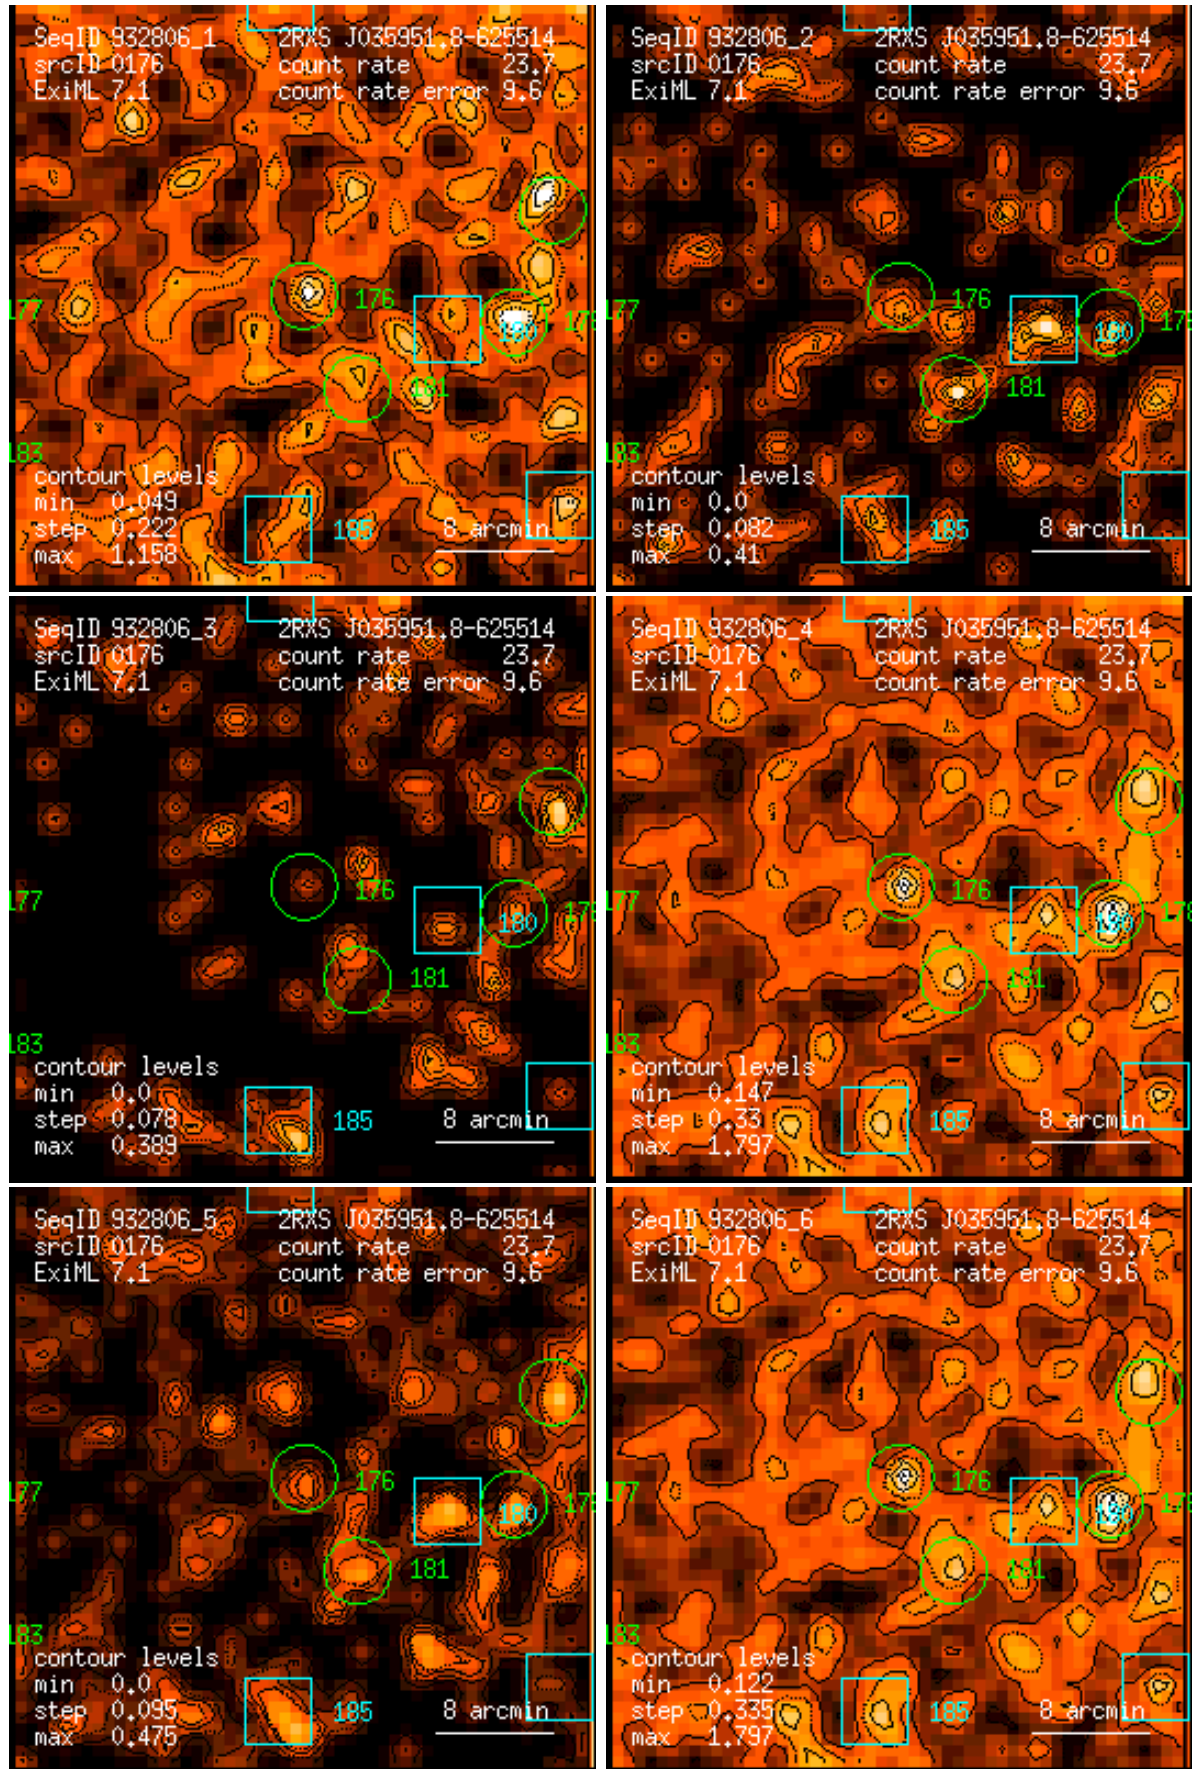 SeqID 932806_1 2RXS J035951.8-625514
srcID 0176 count rate 23.7
ExiML 7.1 count rate error 9.6
176
177 180 178
181
183
contour levels
min 0.049
step 0.222 185 8 arcmin
max 1.158
SeqID 932806_2 2RXS J035951.8-625514
srcID 0176 count rate 23.7
ExiML 7.1 count rate error 9.6
176
177 180
181
183
contour levels
min 0.0
step 0.082 185 8 arcmin
max 0.41
SeqID 932806_3 2RXS J035951.8-625514
srcID 0176 count rate 23.7
ExiML 7.1 count rate error 9.6
176
177 180 178
181
183
contour levels
min 0.0
step 0.078 185 8 arcmin
max 0.389
SeqID 932806_4 2RXS J035951.8-625514
srcID 0176 count rate 23.7
ExiML 7.1 count rate error 9.6
176
177 180 178
181
183
contour levels
min 0.147
step 0.33 185 8 arcmin
max 1.797
SeqID 932806_5 2RXS J035951.8-625514
srcID 0176 count rate 23.7
ExiML 7.1 count rate error 9.6
176
177 180 178
181
183
contour levels
min 0.0
step 0.095 185 8 arcmin
max 0.475
SeqID 932806_6 2RXS J035951.8-625514
srcID 0176 count rate 23.7
ExiML 7.1 count rate error 9.6
176
177 180 178
181
183
contour levels
min 0.122
step 0.335 185 8 arcmin
max 1.797